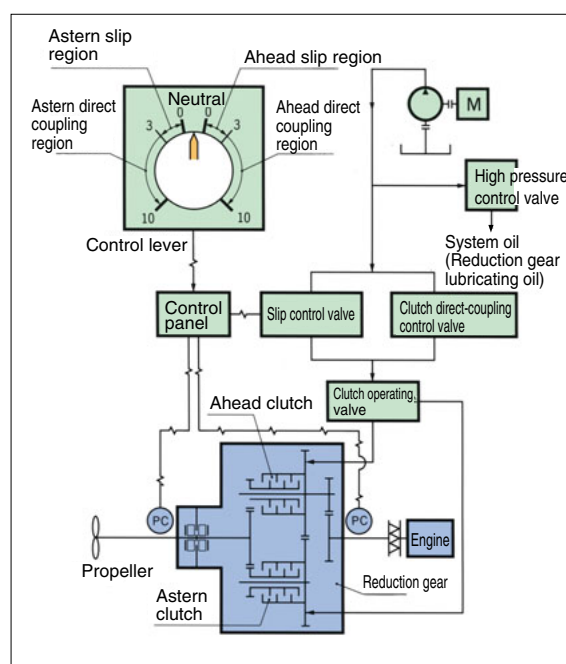 Astern slip
region
Ahead slip region
Neutral
0
0
Astern direct
coupling
region
3
3
Ahead direct
coupling
region
10
10
Control lever
M
High pressure
control valve
System oil
(Reduction gear
lubricating oil)
Control
panel
Slip control valve
Clutch direct-coupling
control valve
Clutch operating
valve
Ahead clutch
PC
PC
Engine
Propeller
Reduction gear
Astern
clutch